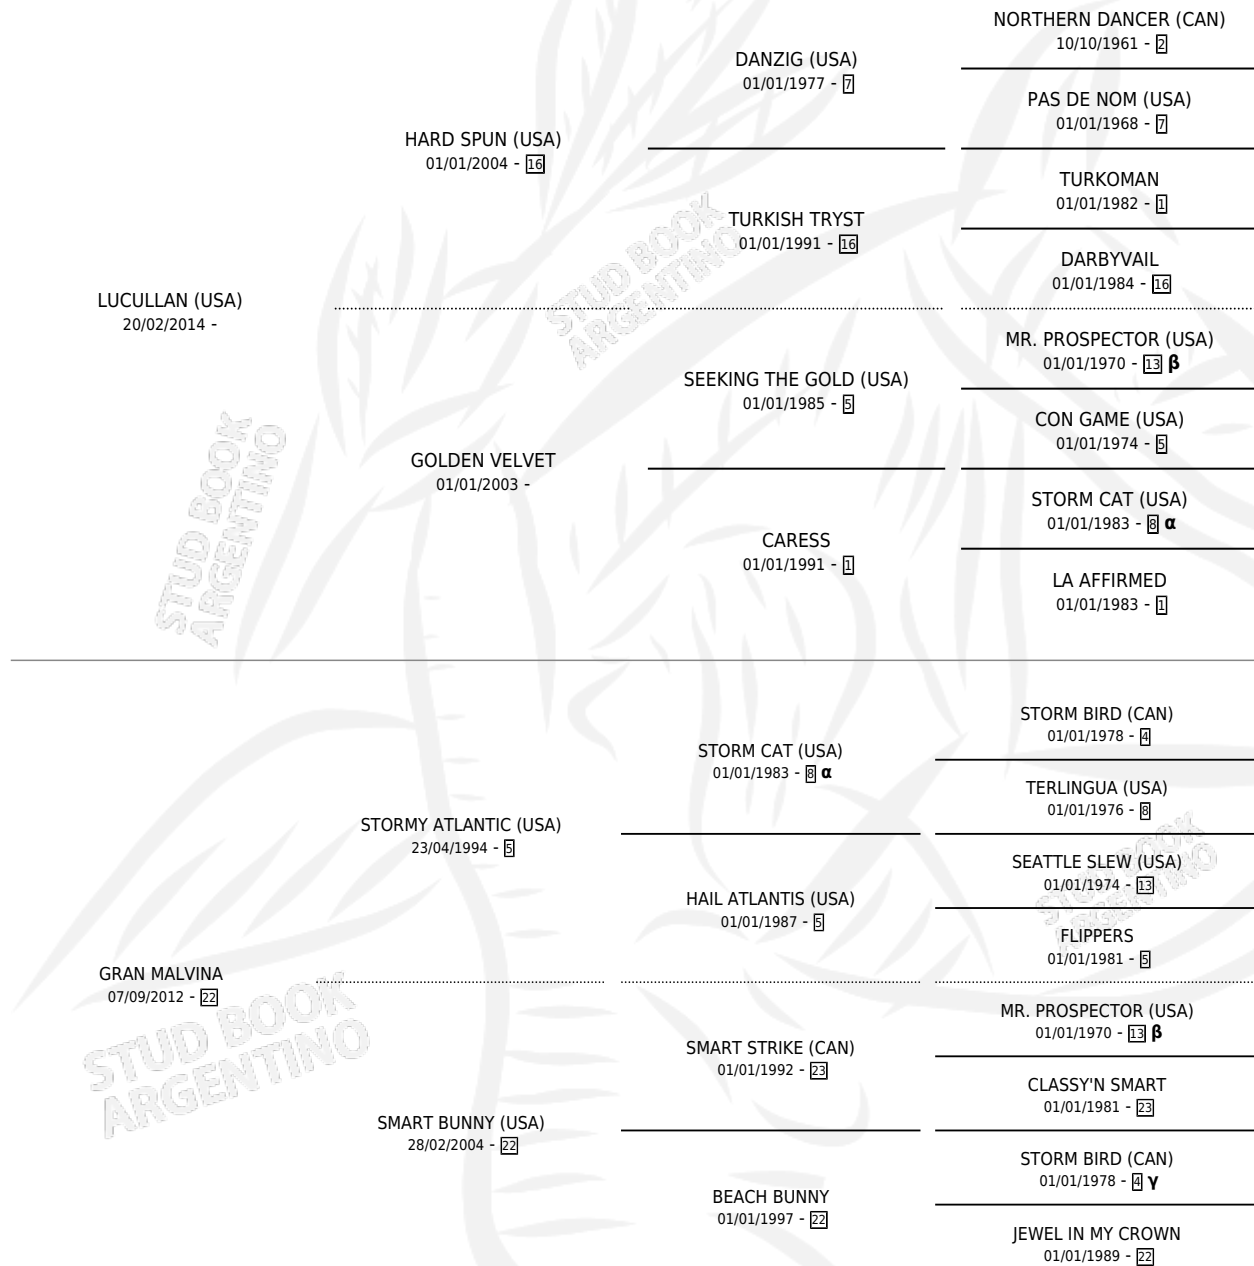 NORTHERN DANCER (CAN)
10/10/1961 - 2
DANZIG (USA)
01/01/1977 - 7
PAS DE NOM (USA)
01/01/1968 - 7
HARD SPUN (USA)
01/01/2004 - 16
TURKOMAN
01/01/1982 - 1
TURKISH TRYST
01/01/1991 - 16
DARBYVAIL
01/01/1984 - 16
LUCULLAN (USA)
20/02/2014 -
MR. PROSPECTOR (USA)
01/01/1970 - 13 β
SEEKING THE GOLD (USA)
01/01/1985 - 5
CON GAME (USA)
01/01/1974 - 5
GOLDEN VELVET
01/01/2003 -
STORM CAT (USA)
01/01/1983 - 8 α
CARESS
01/01/1991 - 1
LA AFFIRMED
01/01/1983 - 1
STORM BIRD (CAN)
01/01/1978 - 4
STORM CAT (USA)
01/01/1983 - 8 α
TERLINGUA (USA)
01/01/1976 - 8
STORMY ATLANTIC (USA)
23/04/1994 - 5
SEATTLE SLEW (USA)
01/01/1974 - 13
HAIL ATLANTIS (USA)
01/01/1987 - 5
FLIPPERS
01/01/1981 - 5
GRAN MALVINA
07/09/2012 - 22
MR. PROSPECTOR (USA)
01/01/1970 - 13 β
SMART STRIKE (CAN)
01/01/1992 - 23
CLASSY'N SMART
01/01/1981 - 23
SMART BUNNY (USA)
28/02/2004 - 22
STORM BIRD (CAN)
01/01/1978 - 4 γ
BEACH BUNNY
01/01/1997 - 22
JEWEL IN MY CROWN
01/01/1989 - 22
STUD BOOK
ARGENTINO
STUD BOOK
ARGENTINO
STUD BOOK
ARGENTINO
STUD BOOK
ARGENTINO